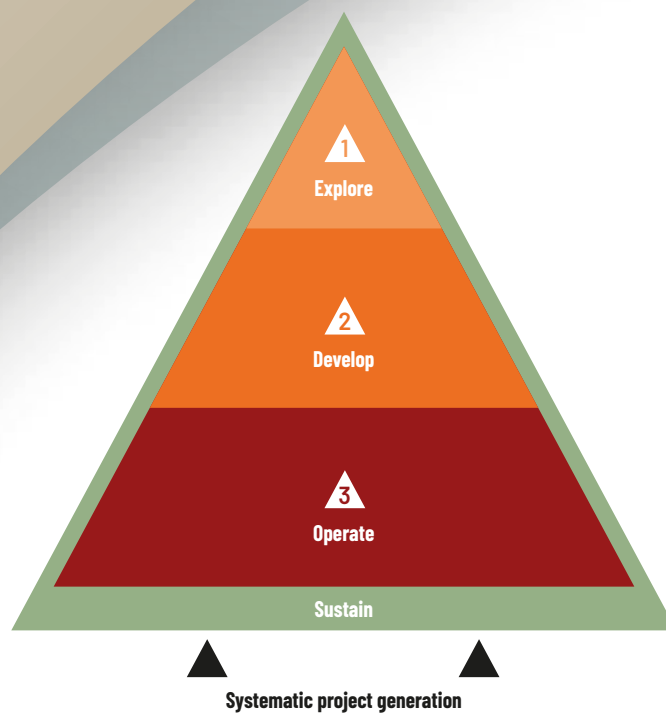 1
Explore
2
Develop
3
Operate
Sustain
Systematic project generation